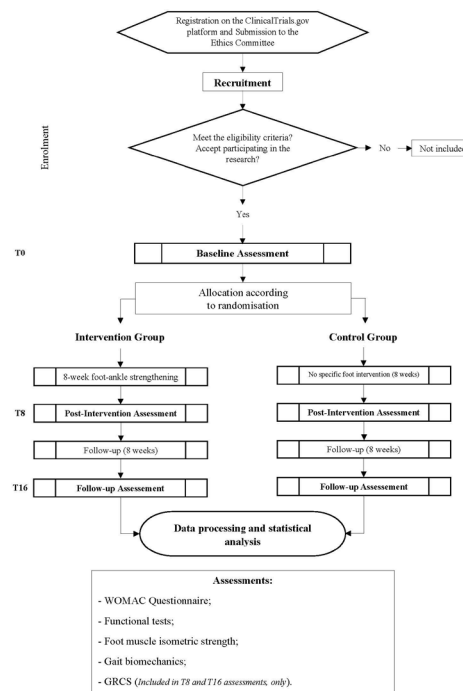 Registration on the ClinicalTrials.gov
platform and Submission to the
Ethics Committee
Recruitment
Enrolment
Meet the eligibility criteria?
Accept participating in the
research?
No
Not included
Yes
T0
Baseline Assessment
Allocation according
to randomisation
Intervention Group
Control Group
8-week foot-ankle strengthening
No specific foot intervention (8 weeks)
T8
Post-Intervention Assessment
Post-Intervention Assessment
Follow-up (8 weeks)
Follow-up (8 weeks)
T16
Follow-up Assessement
Follow-up Assessment
Data processing and statistical
analysis
Assessments:
- WOMAC Questionnaire;
- Functional tests;
- Foot muscle isometric strength;
- Gait biomechanics;
- GRCS (Included in T8 and T16 assessments, only).